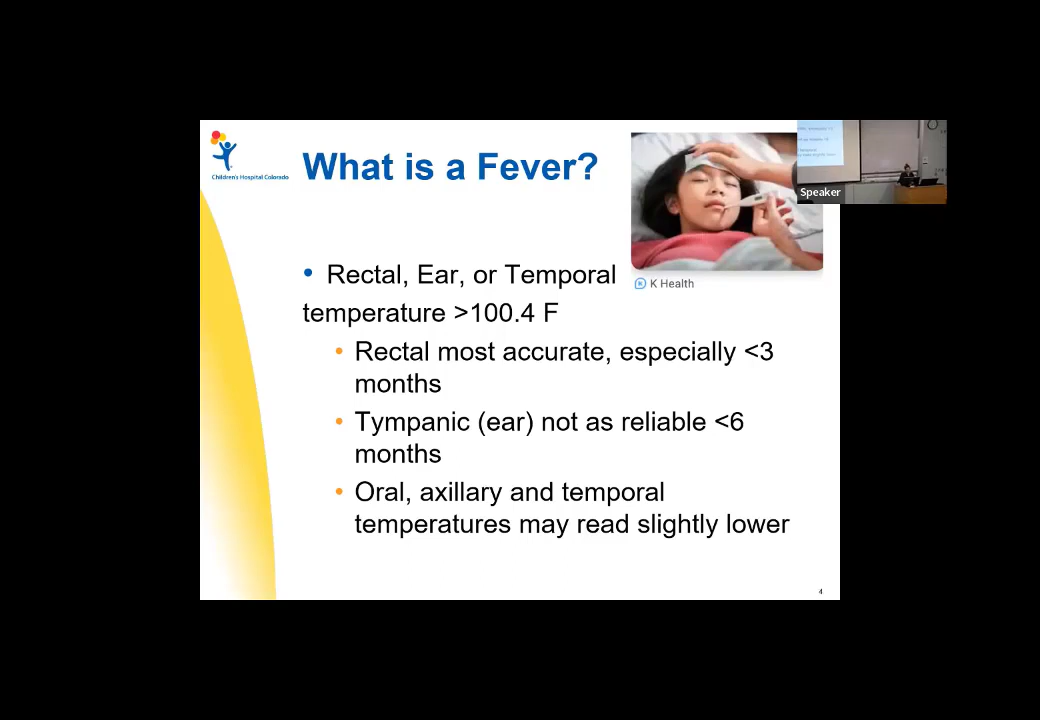 Children's Hospital Colorado
What is a Fever?
Speaker
K Health
• Rectal, Ear, or Temporal
temperature >100.4 F
• Rectal most accurate, especially <3
months
• Tympanic (ear) not as reliable <6
months
• Oral, axillary and temporal
temperatures may read slightly lower
4